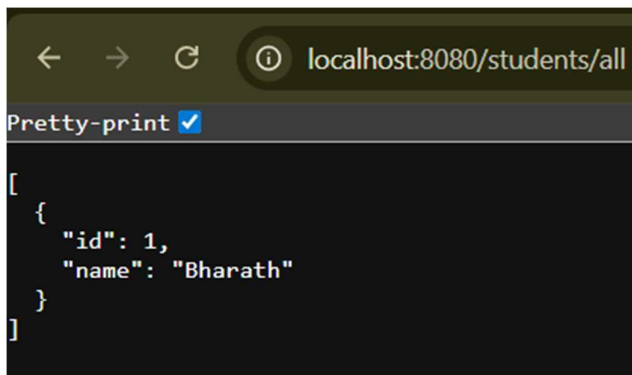 localhost:8080/students/all
Pretty-print
[
  {
    "id": 1,
    "name": "Bharath"
  }
]